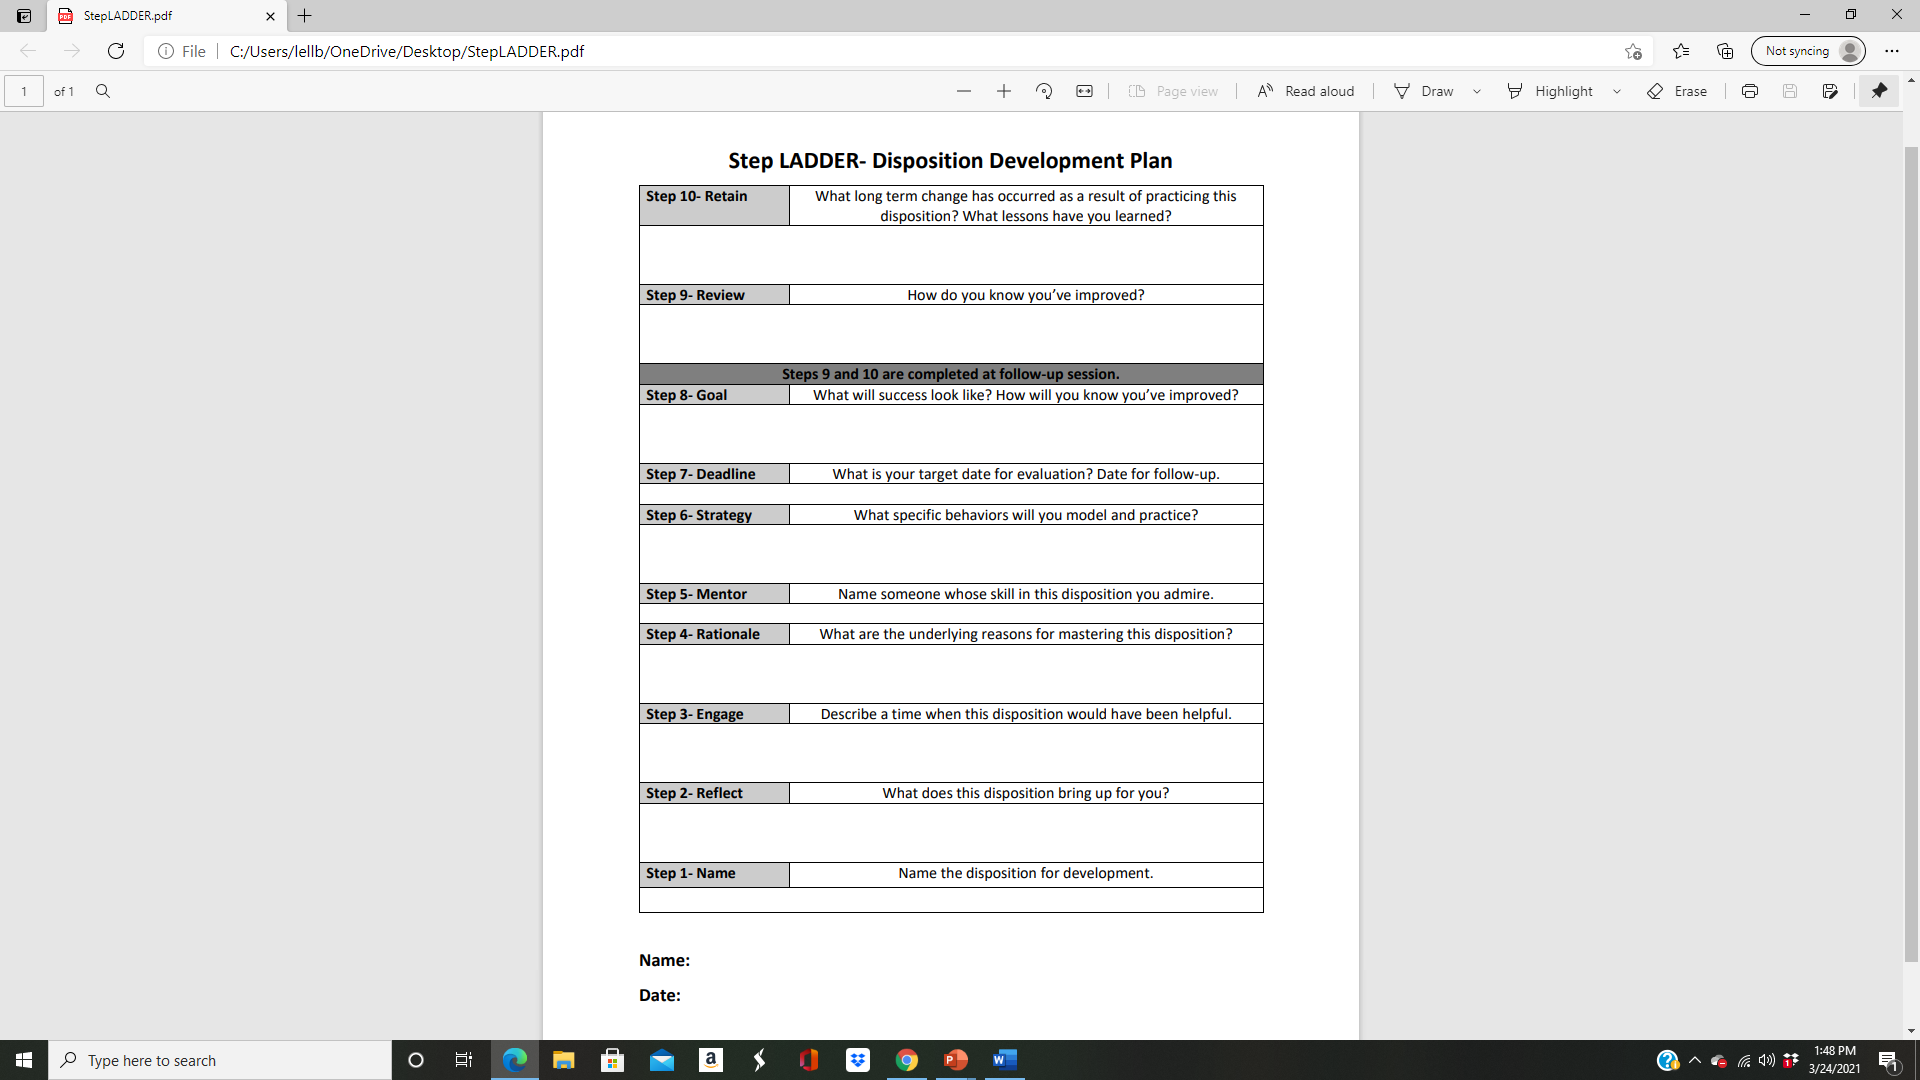 StepLADDER.pdf
File
C:/Users/lellb/OneDrive/Desktop/StepLADDER.pdf
Not syncing
1 of 1
Page view
Read aloud
Draw
Highlight
Erase
Step LADDER- Disposition Development Plan
Step 10- Retain
What long term change has occurred as a result of practicing this
disposition? What lessons have you learned?
Step 9- Review
How do you know you’ve improved?
Steps 9 and 10 are completed at follow-up session.
Step 8- Goal
What will success look like? How will you know you’ve improved?
Step 7- Deadline
What is your target date for evaluation? Date for follow-up.
Step 6- Strategy
What specific behaviors will you model and practice?
Step 5- Mentor
Name someone whose skill in this disposition you admire.
Step 4- Rationale
What are the underlying reasons for mastering this disposition?
Step 3- Engage
Describe a time when this disposition would have been helpful.
Step 2- Reflect
What does this disposition bring up for you?
Step 1- Name
Name the disposition for development.
Name:
Date:
Type here to search
1:48 PM
3/24/2021